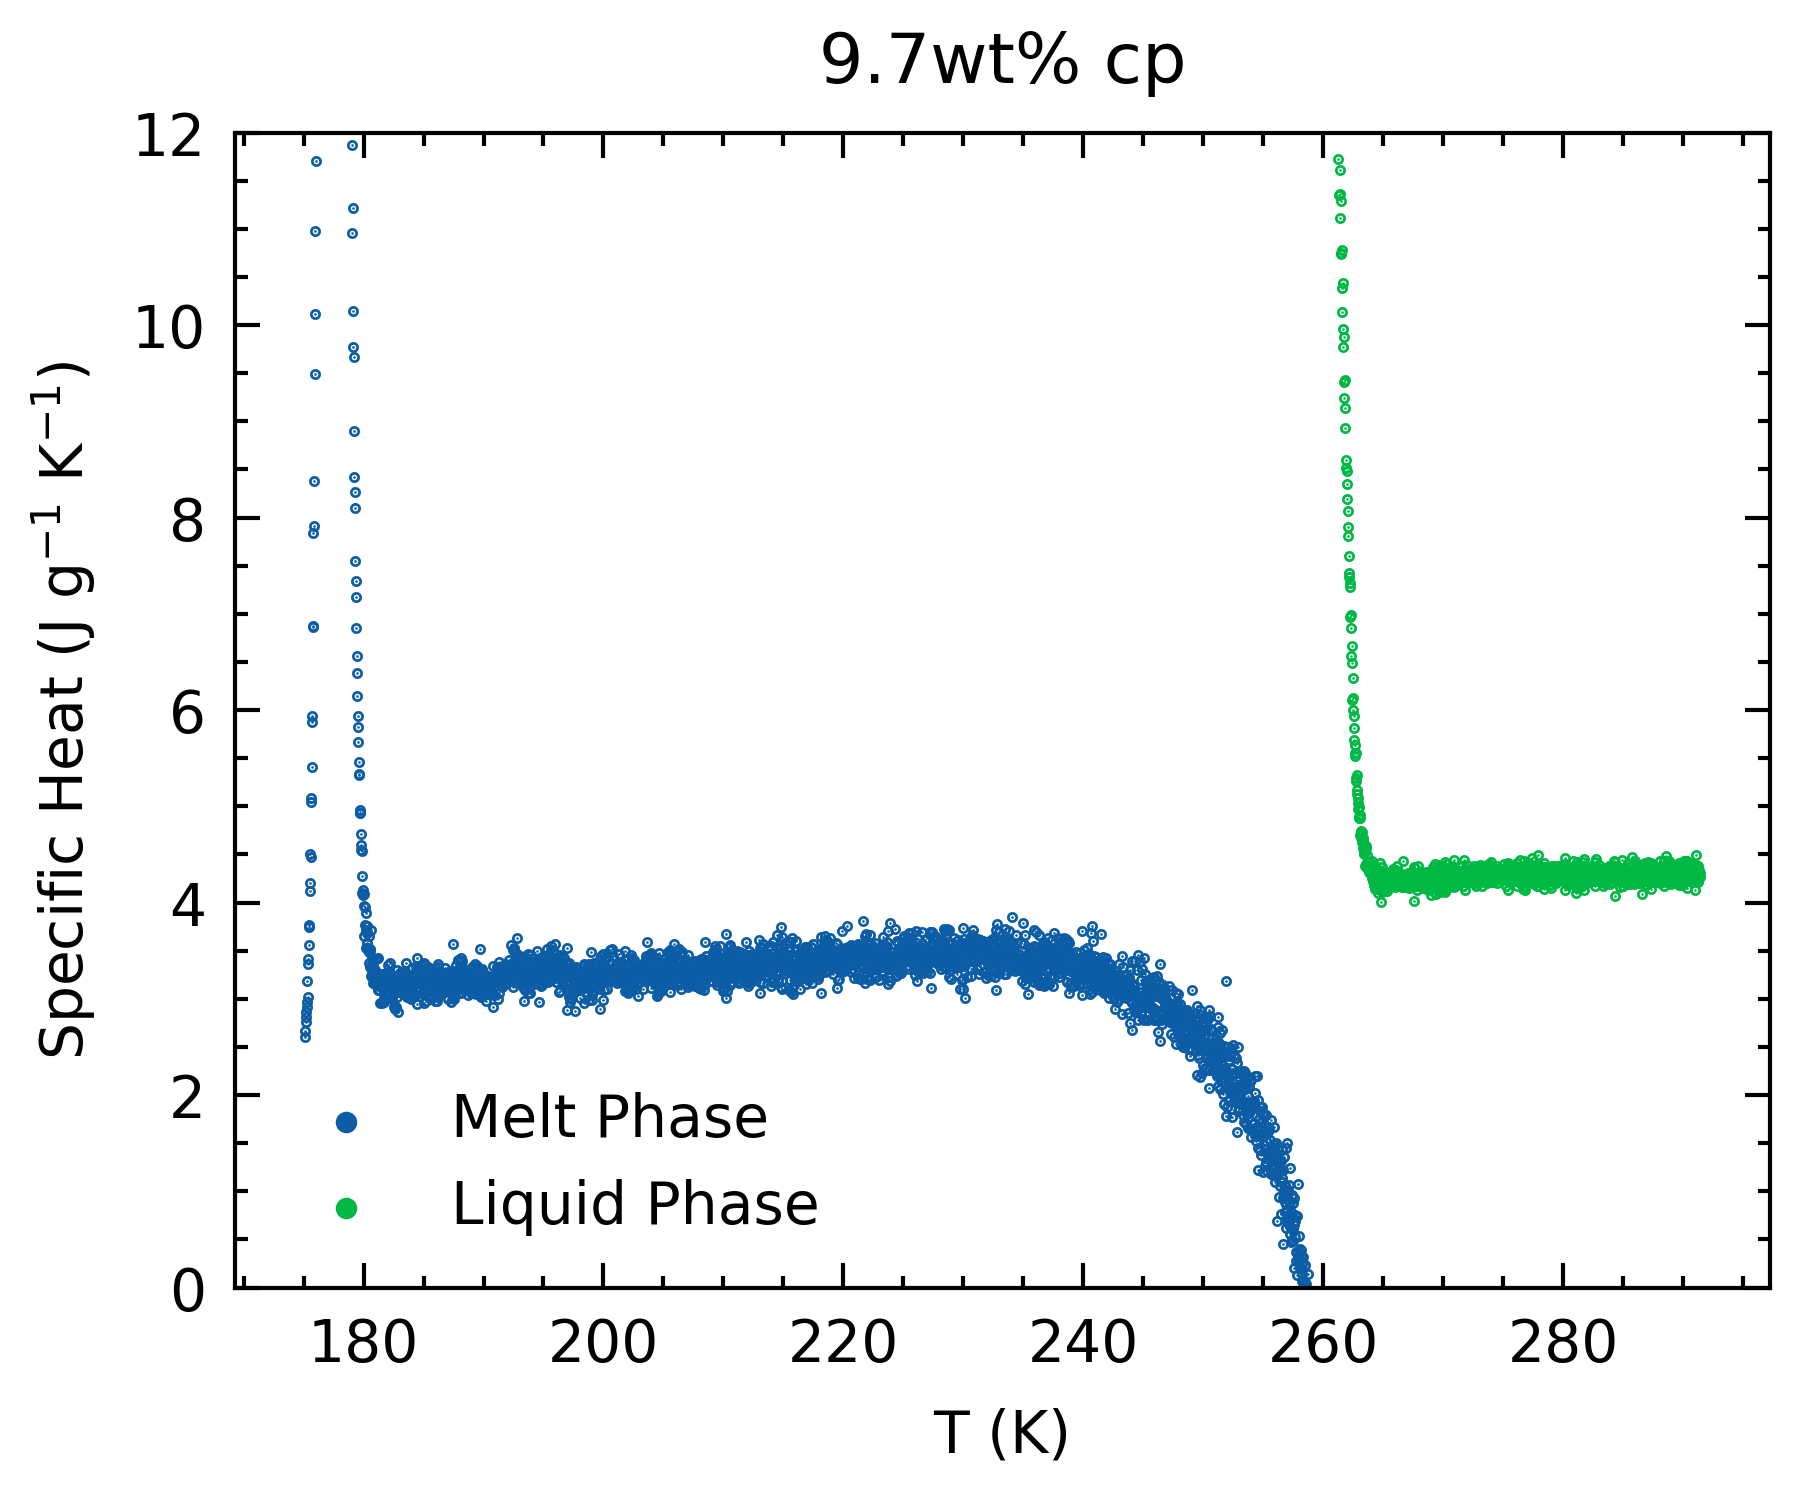 9.7wt% cp
12
10
8
6
4
2
0
Specific Heat (J g⁻¹ K⁻¹)
Melt Phase
Liquid Phase
180 200 220 240 260 280
T (K)